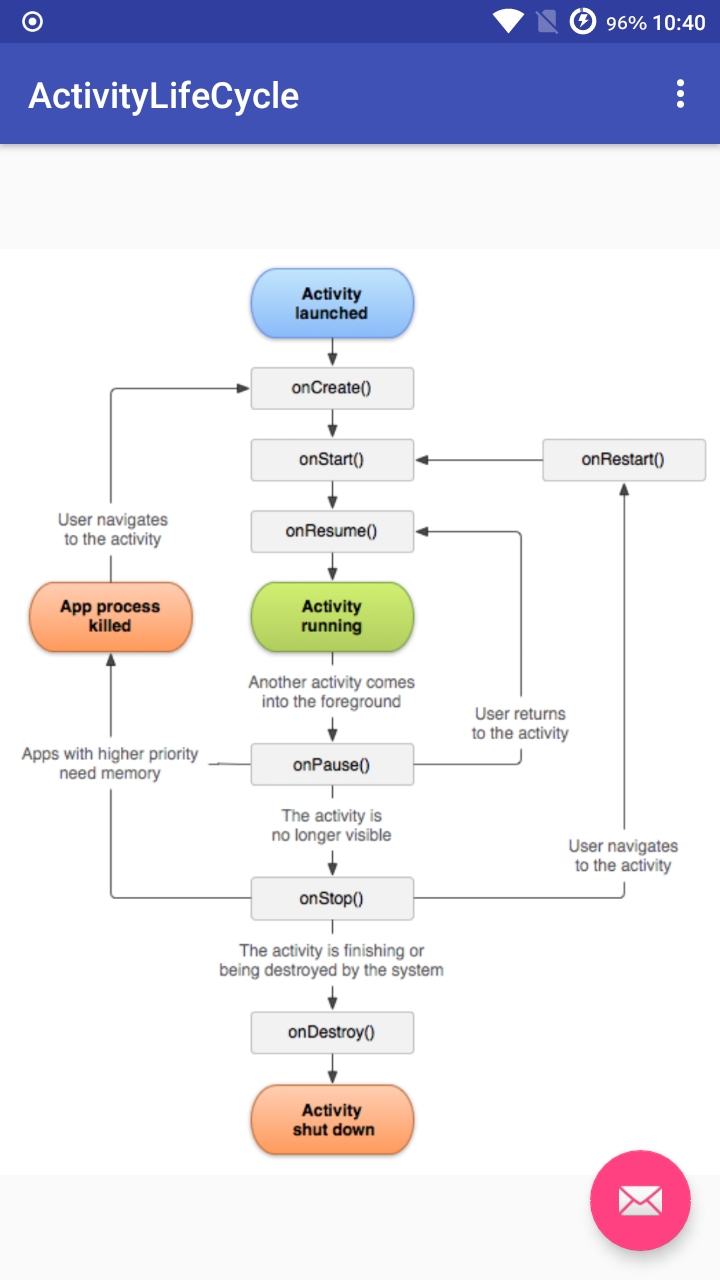 96% 10:40
ActivityLifeCycle
Activity
launched
onCreate()
onStart()
onRestart()
User navigates
to the activity
onResume()
App process
killed
Activity
running
Another activity comes
into the foreground
User returns
to the activity
Apps with higher priority
need memory
onPause()
The activity is
no longer visible
User navigates
to the activity
onStop()
The activity is finishing or
being destroyed by the system
onDestroy()
Activity
shut down